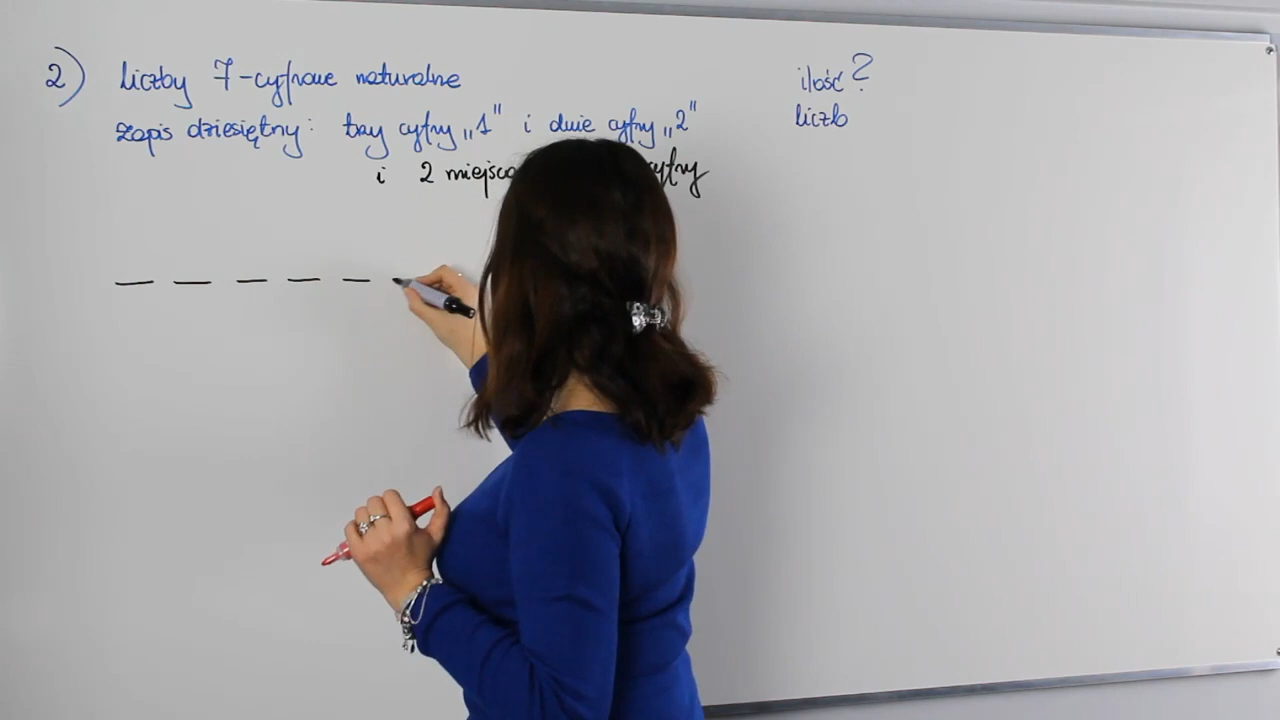 2) liczby 7-cyfrowe naturalne
zapis dziesiętny: trzy cyfry „1" i dwie cyfry „2"
i 2 miejsca cyfry
ilość?
liczb